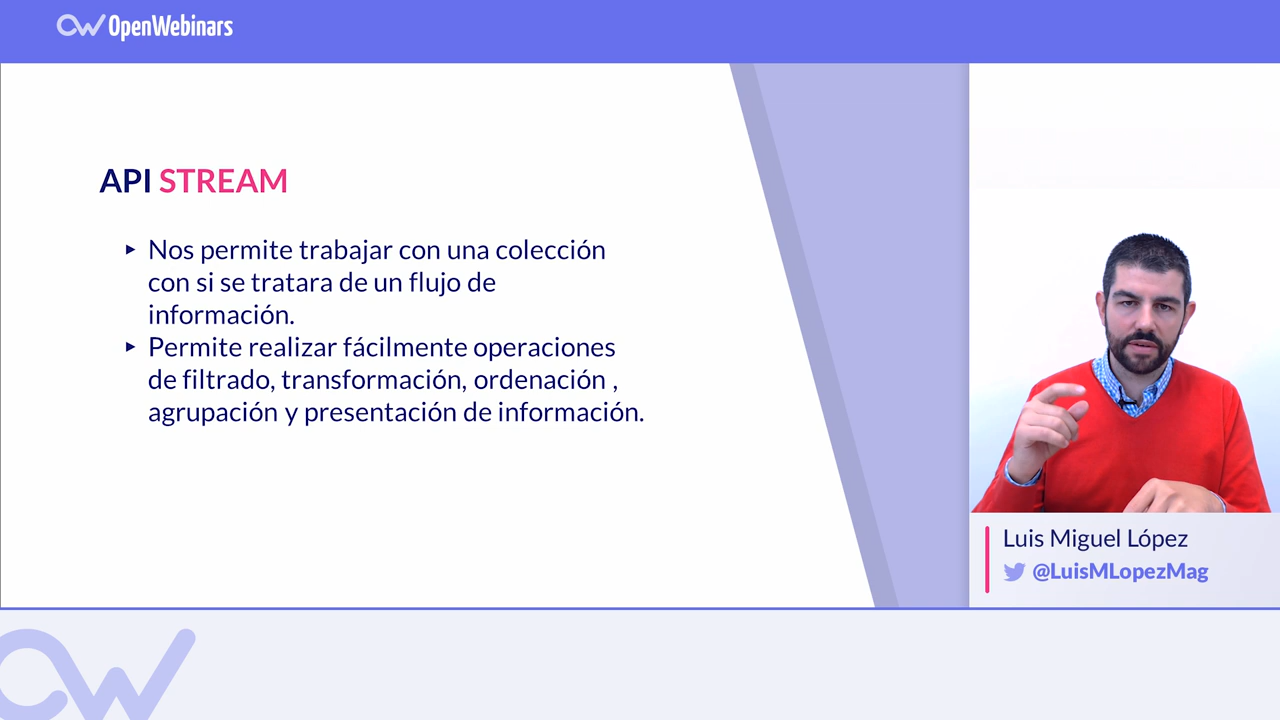 OpenWebinars
API STREAM
Nos permite trabajar con una colección
con si se tratara de un flujo de
información.
Permite realizar fácilmente operaciones
de filtrado, transformación, ordenación ,
agrupación y presentación de información.
Luis Miguel López
@LuisMLopezMag